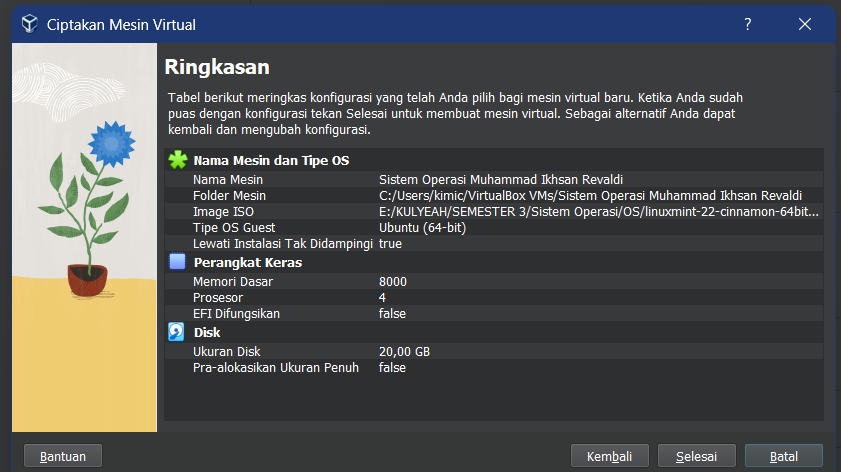 Ciptakan Mesin Virtual
?
Ringkasan
Tabel berikut meringkas konfigurasi yang telah Anda pilih bagi mesin virtual baru. Ketika Anda sudah
puas dengan konfigurasi tekan Selesai untuk membuat mesin virtual. Sebagai alternatif Anda dapat
kembali dan mengubah konfigurasi.
Nama Mesin dan Tipe OS
Nama Mesin Sistem Operasi Muhammad Ikhsan Revaldi
Folder Mesin C:/Users/kimic/VirtualBox VMs/Sistem Operasi Muhammad Ikhsan Revaldi
Image ISO E:/KULYEAH/SEMESTER 3/Sistem Operasi/OS/linuxmint-22-cinnamon-64bit...
Tipe OS Guest Ubuntu (64-bit)
Lewati Instalasi Tak Didampingi true
Perangkat Keras
Memori Dasar 8000
Prosesor 4
EFI Difungsikan false
Disk
Ukuran Disk 20,00 GB
Pra-alokasikan Ukuran Penuh false
Bantuan Kembali Selesai Batal